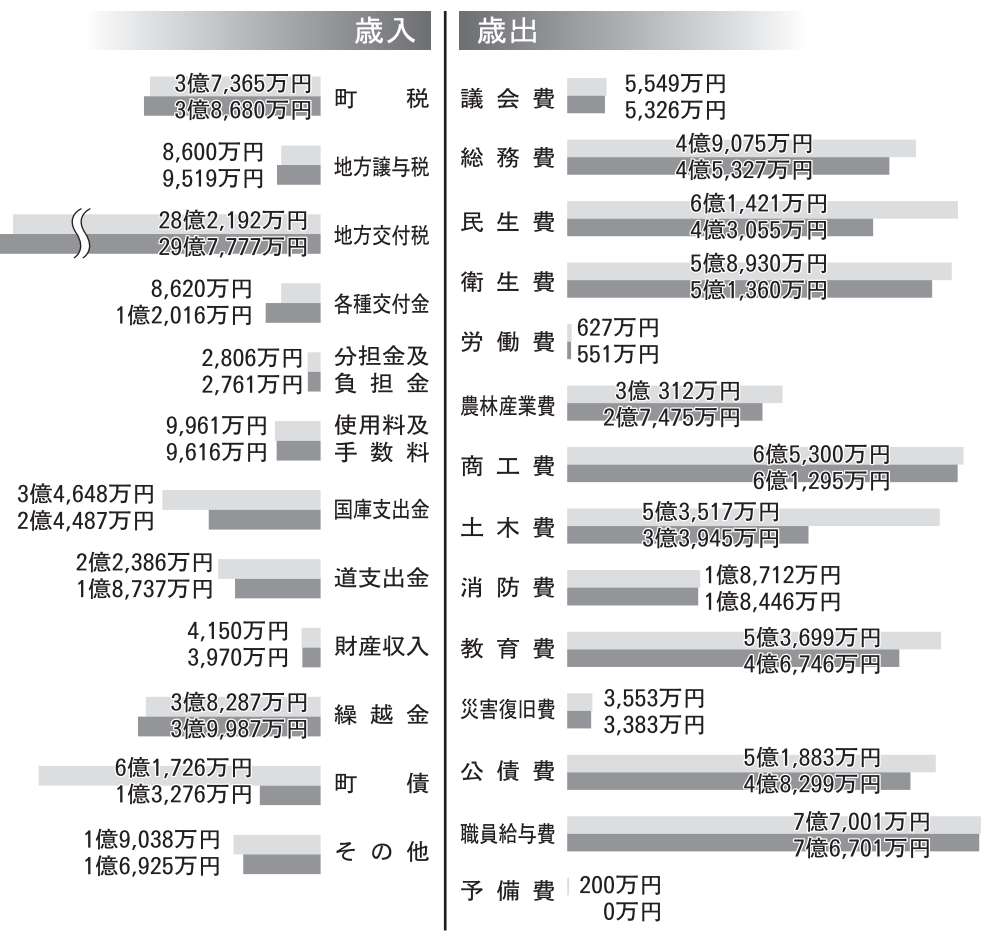 歳入
3億7,365万円
3億8,680万円
町税
8,600万円
9,519万円
地方譲与税
28億2,192万円
29億7,777万円
地方交付税
8,620万円
1億2,016万円
各種交付金
2,806万円
2,761万円
分担金及
負担金
9,961万円
9,616万円
使用料及
手数料
3億4,648万円
2億4,487万円
国庫支出金
2億2,386万円
1億8,737万円
道支出金
4,150万円
3,970万円
財産収入
3億8,287万円
3億9,987万円
繰越金
6億1,726万円
1億3,276万円
町債
1億9,038万円
1億6,925万円
その他
歳出
議会費
5,549万円
5,326万円
総務費
4億9,075万円
4億5,327万円
民生費
6億1,421万円
4億3,055万円
衛生費
5億8,930万円
5億1,360万円
労働費
627万円
551万円
農林産業費
3億 312万円
2億7,475万円
商工費
6億5,300万円
6億1,295万円
土木費
5億3,517万円
3億3,945万円
消防費
1億8,712万円
1億8,446万円
教育費
5億3,699万円
4億6,746万円
災害復旧費
3,553万円
3,383万円
公債費
5億1,883万円
4億8,299万円
職員給与費
7億7,001万円
7億6,701万円
予備費
200万円
0万円